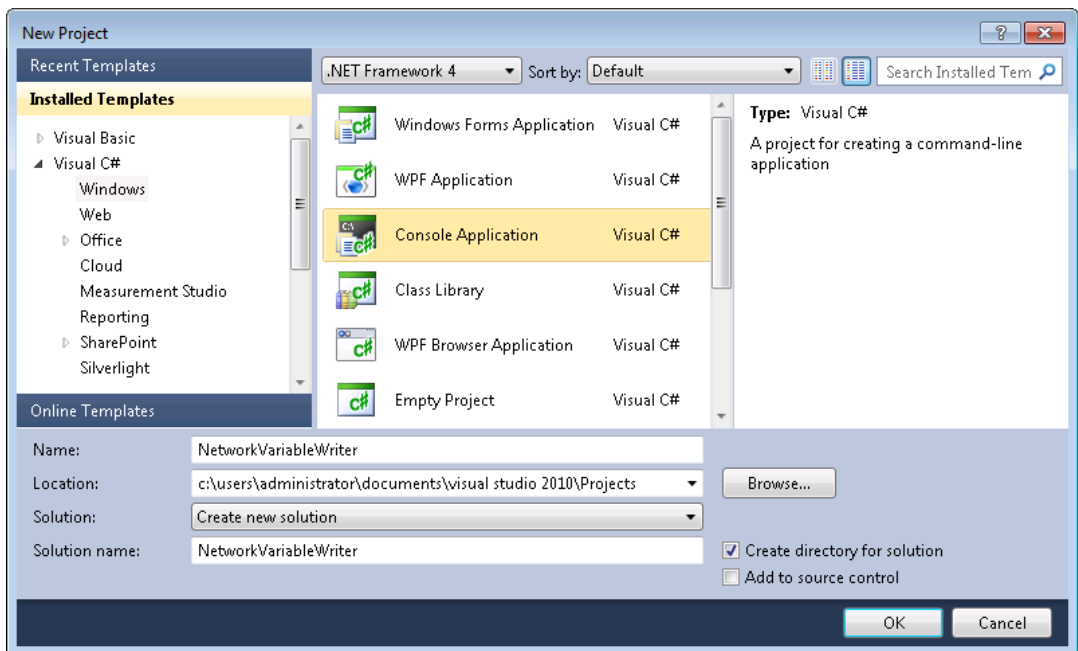 New Project
Recent Templates
Installed Templates
Visual Basic
Visual C#
Windows
Web
Office
Cloud
Measurement Studio
Reporting
SharePoint
Silverlight
Online Templates
.NET Framework 4
Sort by: Default
Search Installed Tem
Windows Forms Application Visual C#
WPF Application Visual C#
Console Application Visual C#
Class Library Visual C#
WPF Browser Application Visual C#
Empty Project Visual C#
Type: Visual C#
A project for creating a command-line
application
Name: NetworkVariableWriter
Location: c:\users\administrator\documents\visual studio 2010\Projects
Browse...
Solution: Create new solution
Solution name: NetworkVariableWriter
Create directory for solution
Add to source control
OK Cancel